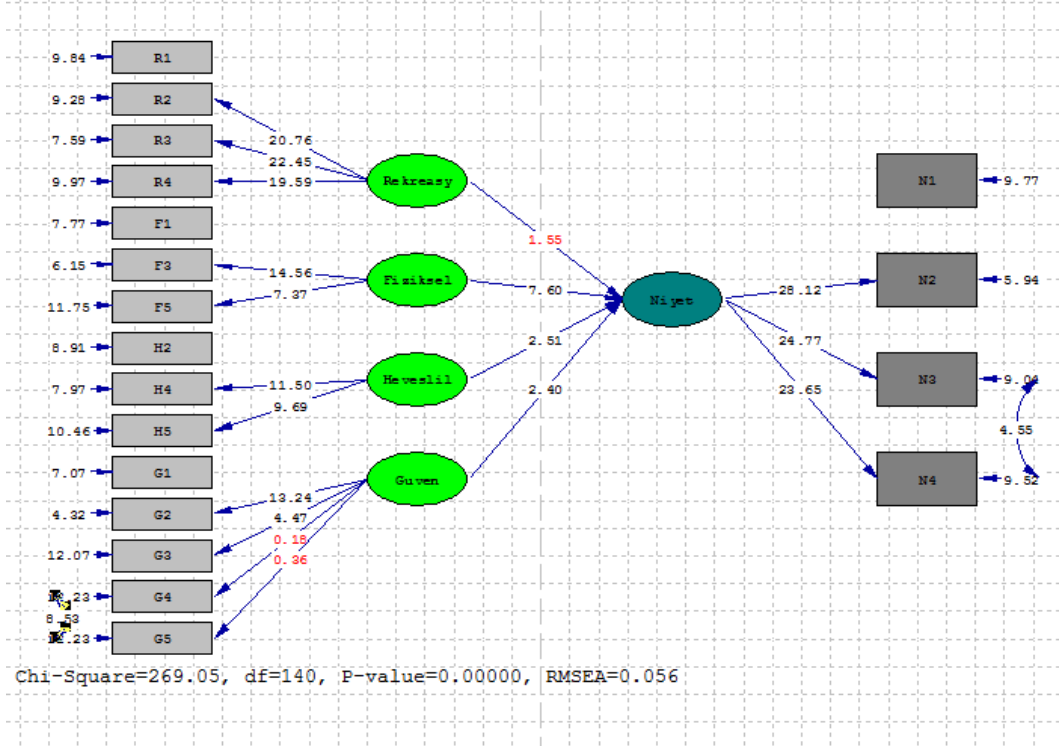 9.84 R1
9.28 R2
7.59 R3
9.97 R4
7.77 F1
6.15 F3
11.75 F5
8.91 H2
7.97 H4
10.46 H5
7.07 G1
4.32 G2
12.07 G3
G4
G5
20.76
22.45
19.59
14.56
7.37
11.50
9.69
13.24
4.47
0.18
0.36
Rekreasy
Fiziksel
Heveslil
Guven
1.55
7.60
2.51
2.40
Niyet
28.12
24.77
23.65
N1 9.77
N2 5.94
N3 9.04
4.55
N4 9.52
Chi-Square=269.05, df=140, P-value=0.00000, RMSEA=0.056